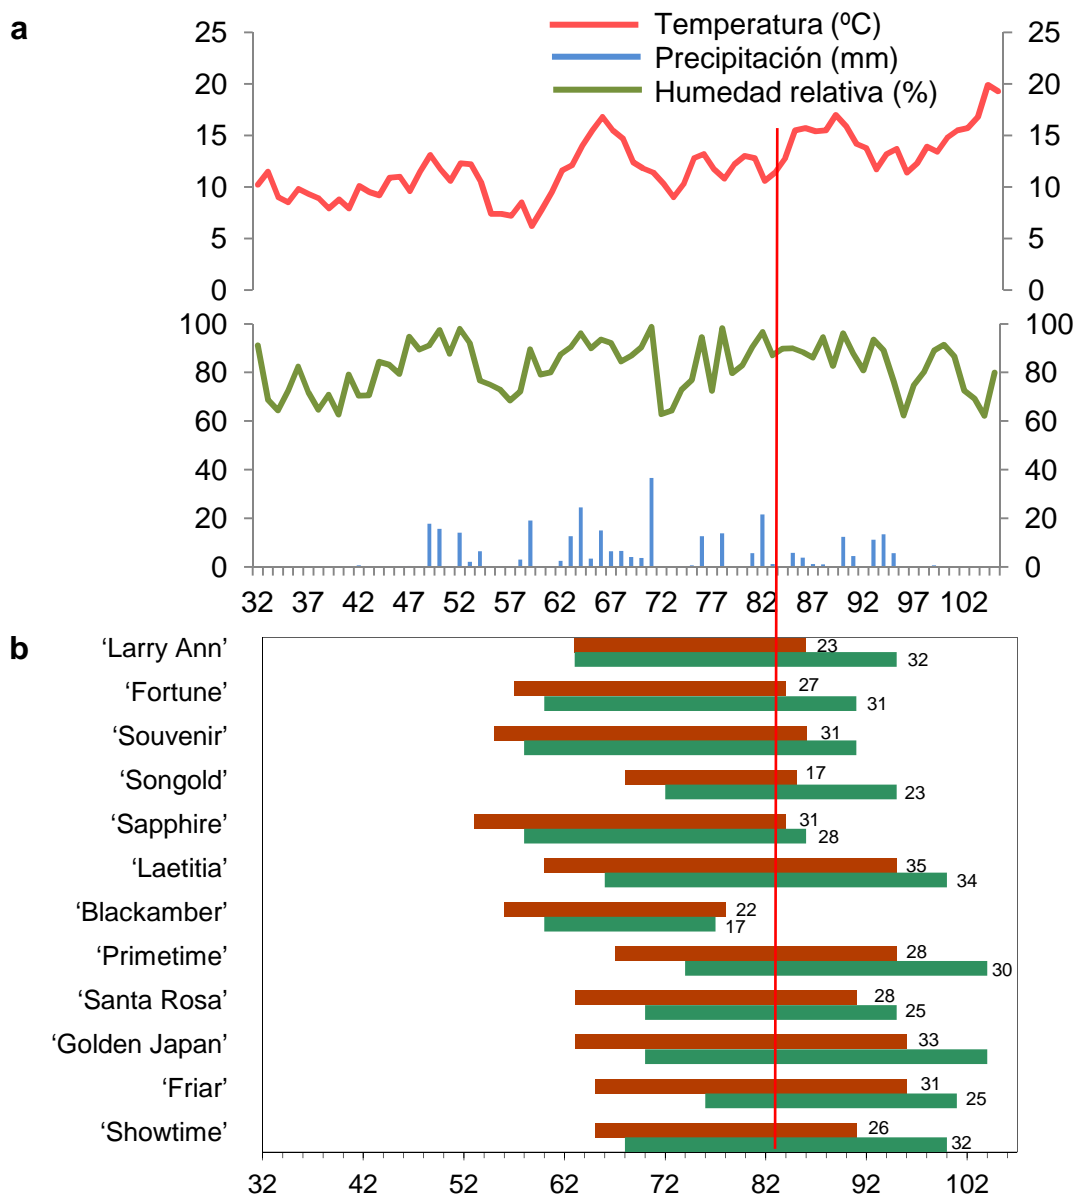 a
Temperatura (ºC)
Precipitación (mm)
Humedad relativa (%)
25 25
20 20
15 15
10 10
5 5
0 0
100 100
80 80
60 60
40 40
20 20
0 0
32 37 42 47 52 57 62 67 72 77 82 87 92 97 102
b
‘Larry Ann’ 23
32
‘Fortune’ 27
31
‘Souvenir’ 31
‘Songold’ 17
23
‘Sapphire’ 31
28
‘Laetitia’ 35
34
‘Blackamber’ 22
17
‘Primetime’ 28
30
‘Santa Rosa’ 28
25
‘Golden Japan’ 33
‘Friar’ 31
25
‘Showtime’ 26
32
32 42 52 62 72 82 92 102